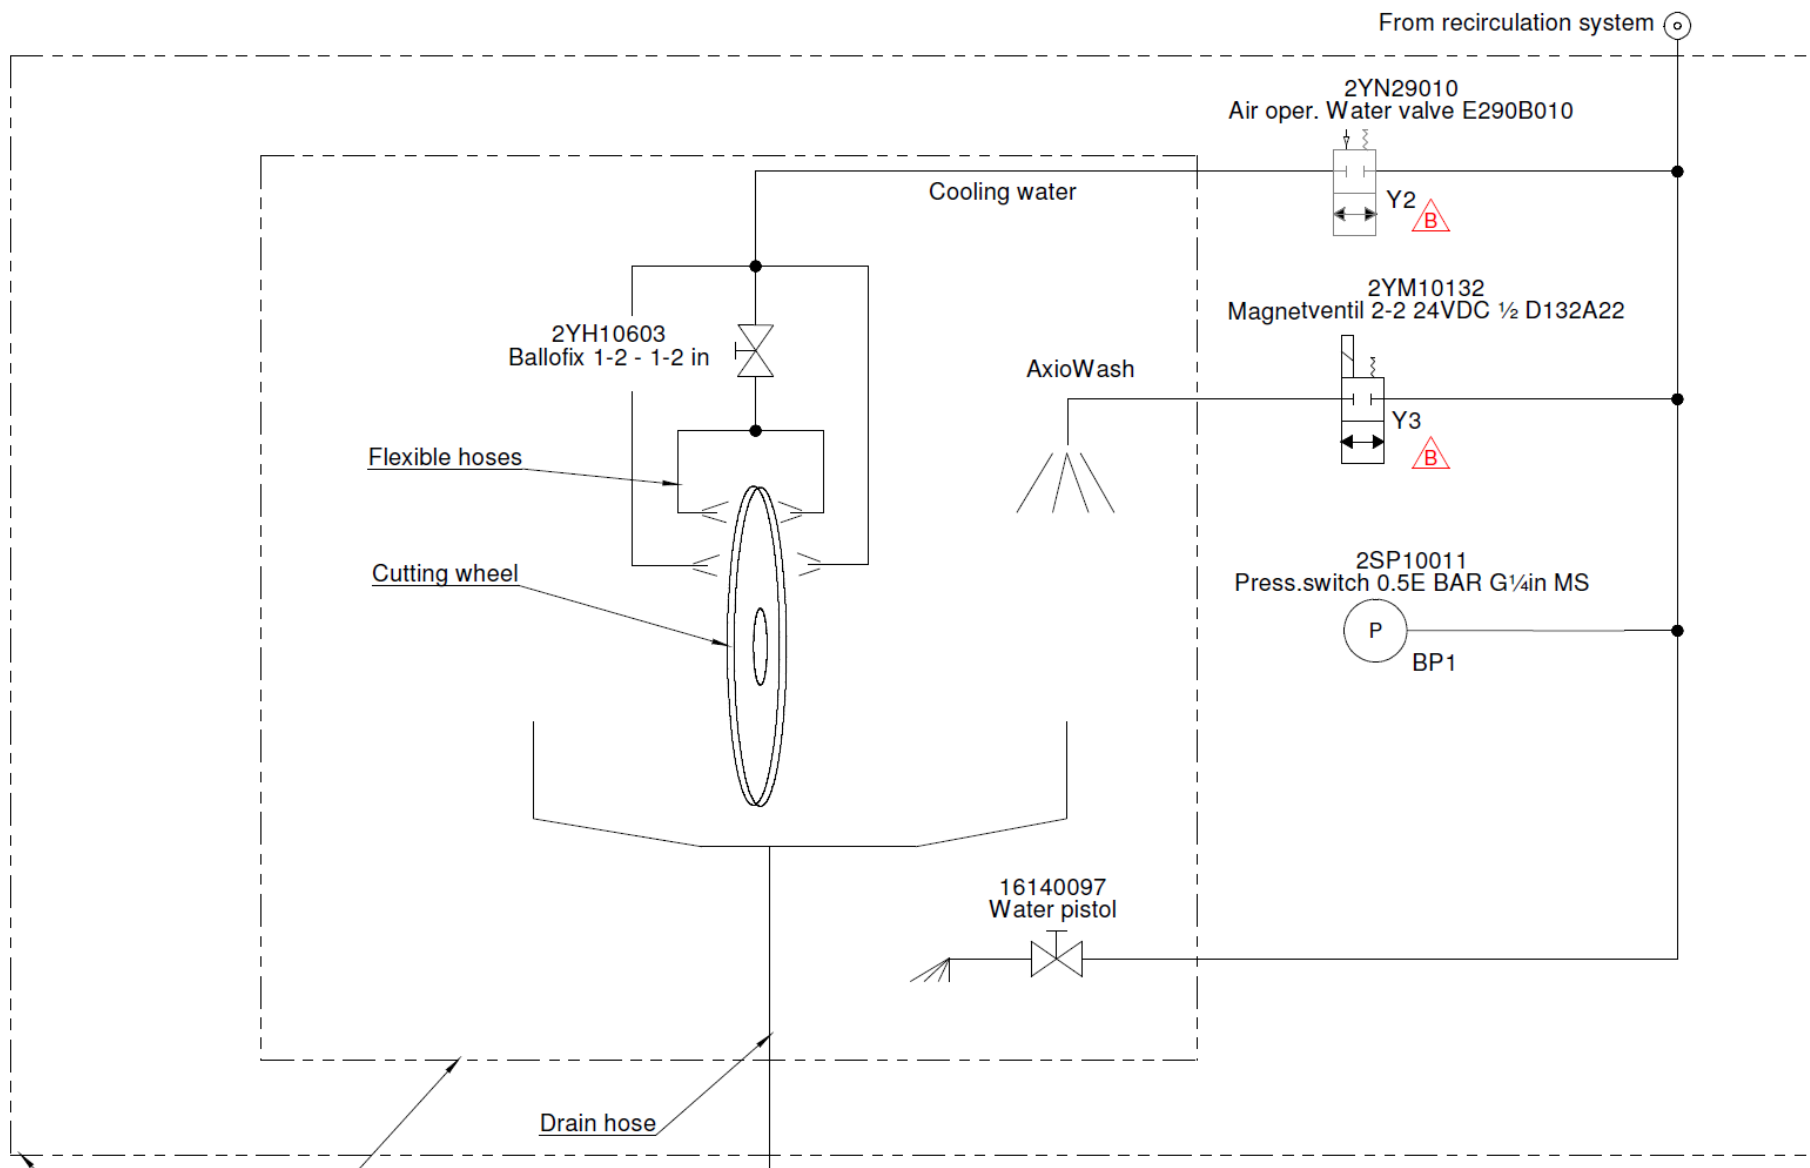 From recirculation system
2YN29010
Air oper. Water valve E290B010
Cooling water
Y2
B
2YM10132
Magnetventil 2-2 24VDC ½ D132A22
2YH10603
Ballofix 1-2 - 1-2 in
AxioWash
Y3
B
Flexible hoses
2SP10011
Press.switch 0.5E BAR G¼in MS
Cutting wheel
P
BP1
16140097
Water pistol
Drain hose